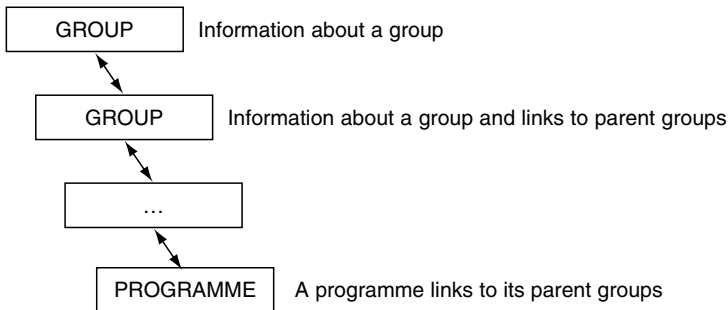 GROUP Information about a group
GROUP Information about a group and links to parent groups
...
PROGRAMME A programme links to its parent groups